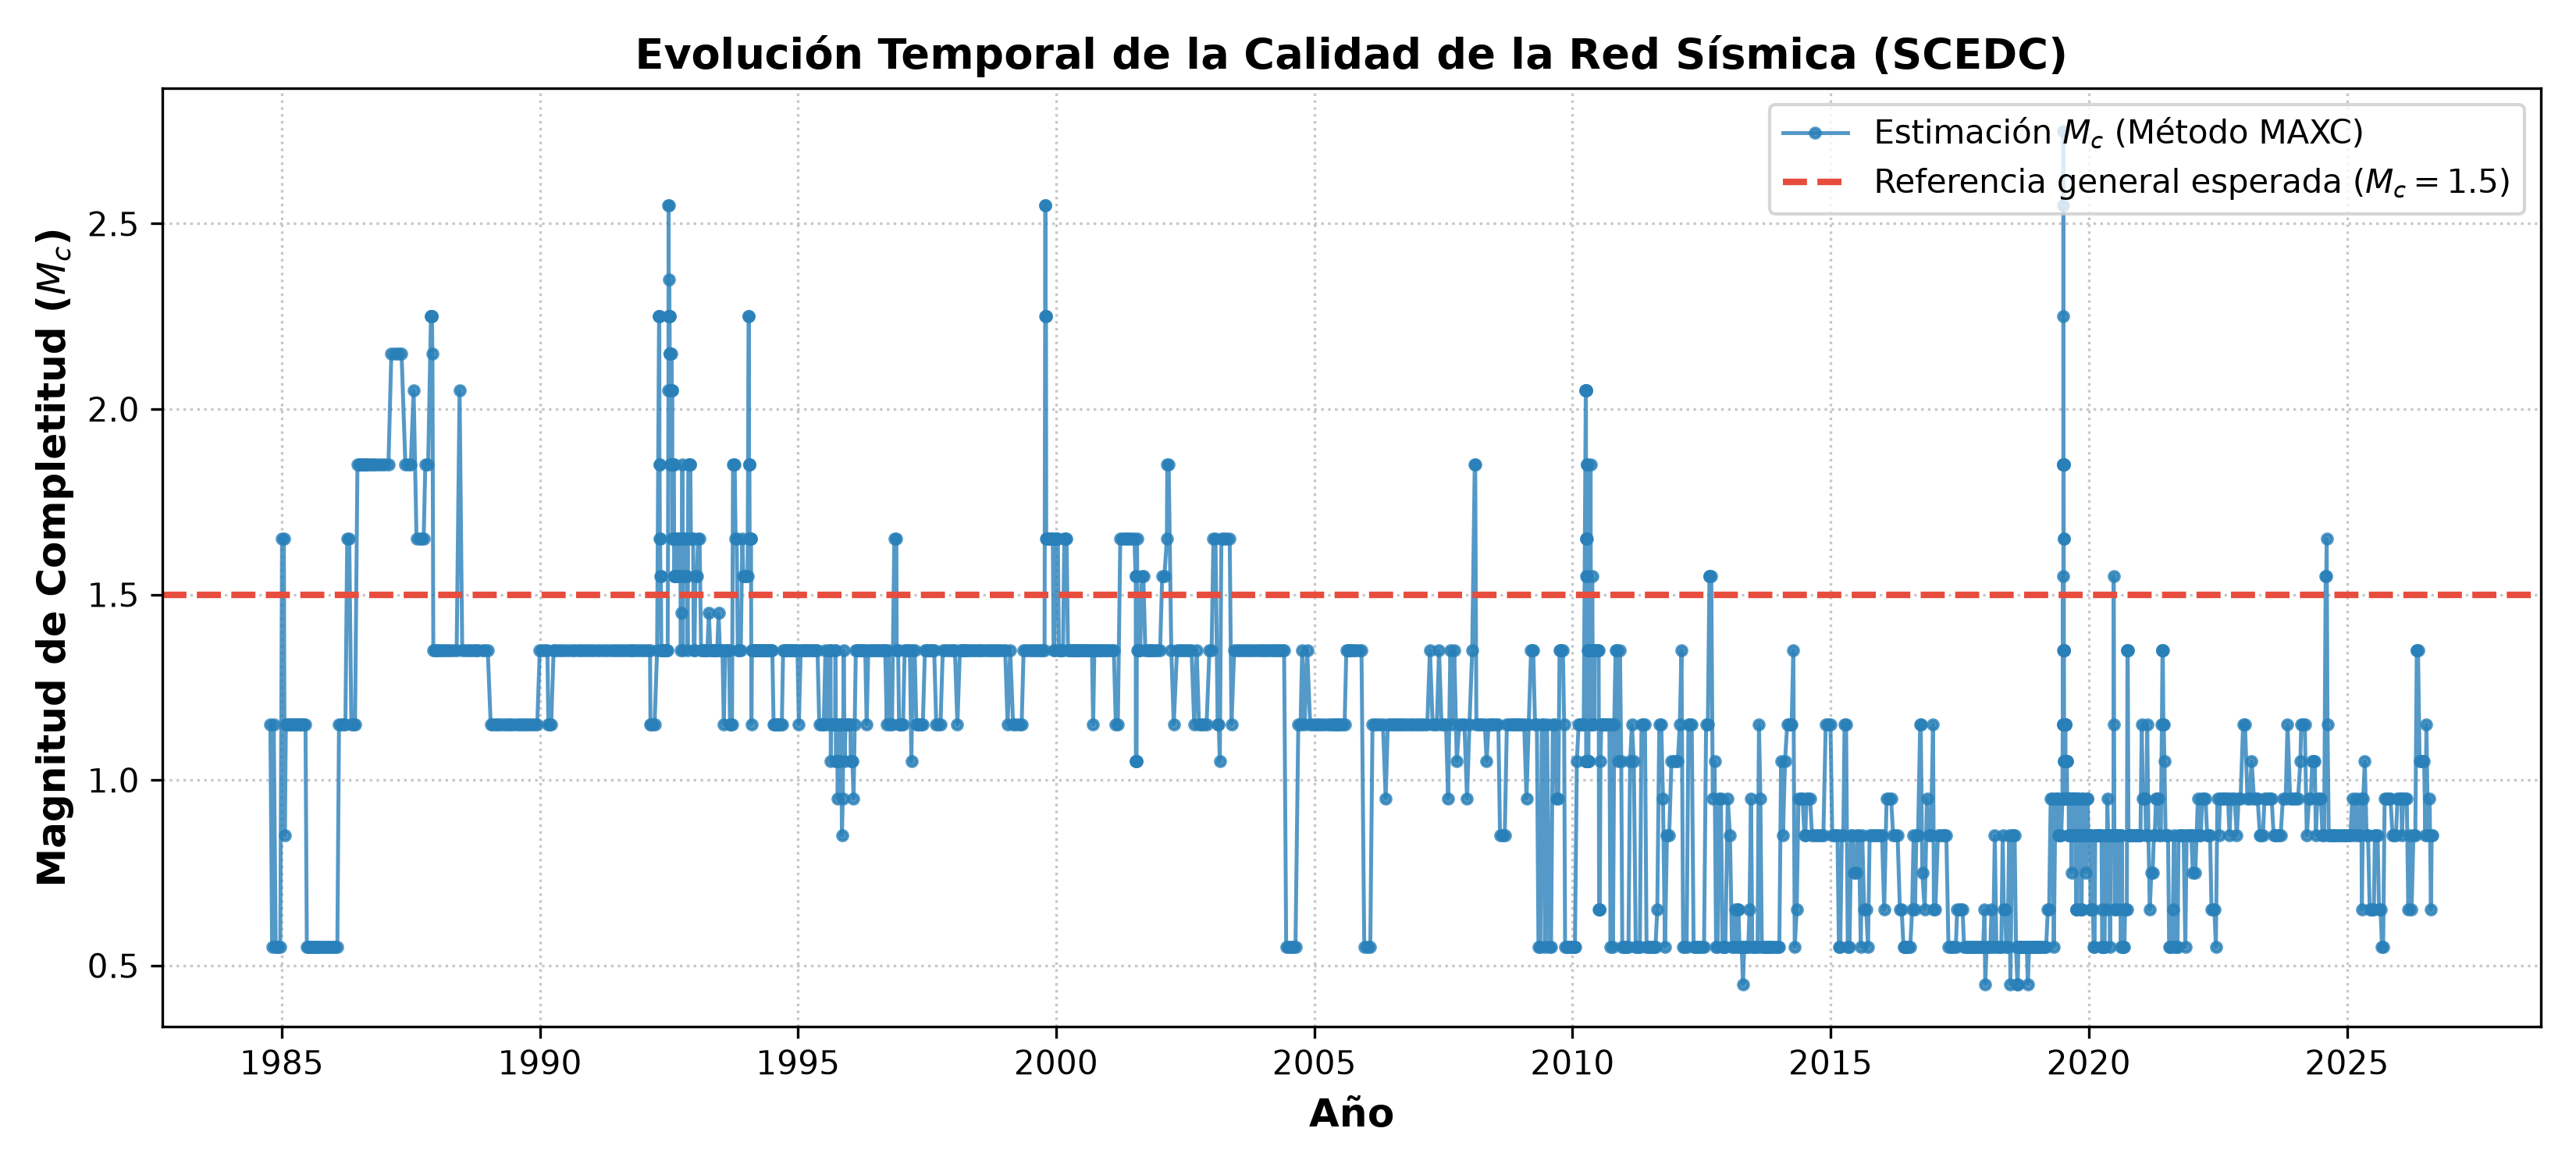 Evolución Temporal de la Calidad de la Red Sísmica (SCEDC)
Estimación Mc (Método MAXC)
Referencia general esperada (Mc = 1.5)
Magnitud de Completitud (Mc)
2.5
2.0
1.5
1.0
0.5
1985 1990 1995 2000 2005 2010 2015 2020 2025
Año